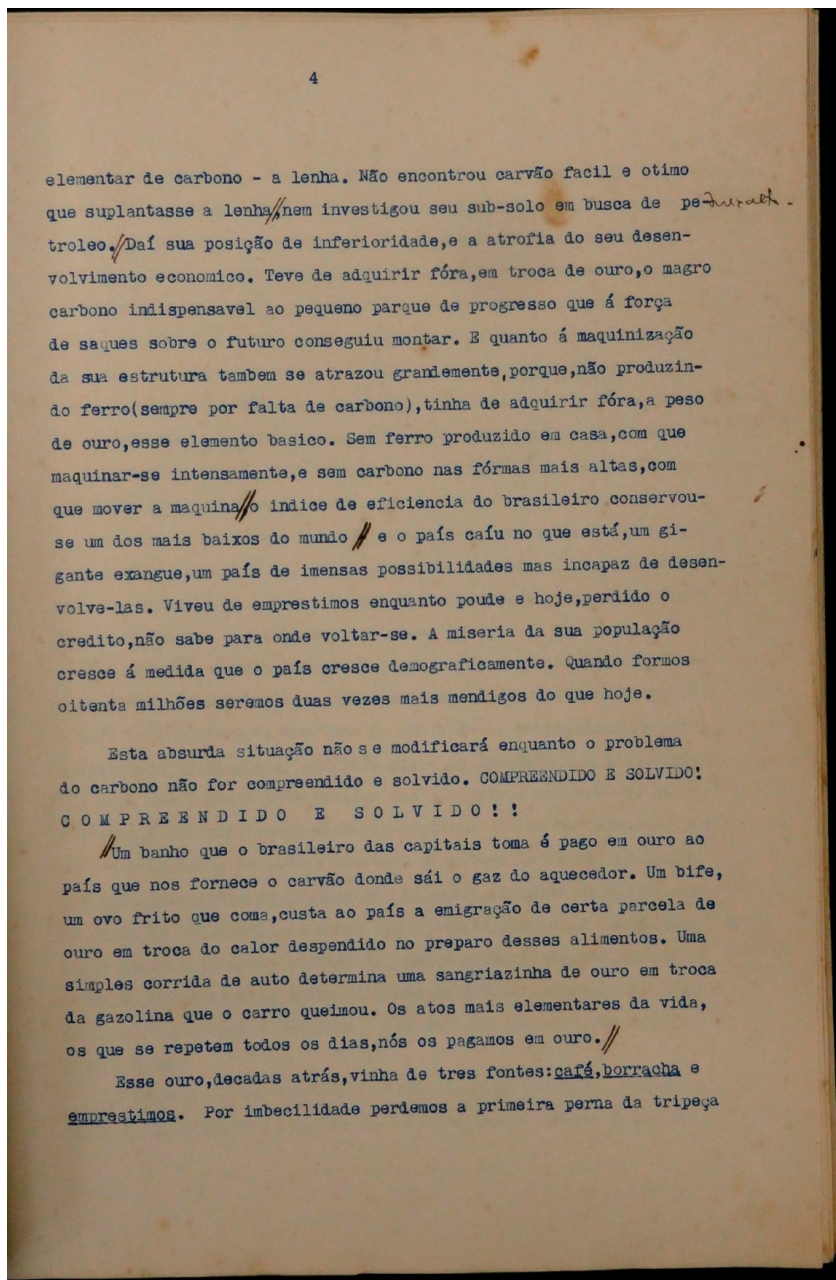 4
elementar de carbono - a lenha. Não encontrou carvão facil e otimo
que suplantasse a lenha//,nem investigou seu sub-solo em busca de pe-
troleo.//Daí sua posição de inferioridade,e a atrofia do seu desen-
volvimento economico. Teve de adquirir fóra,em troca de ouro,o magro
carbono indispensavel ao pequeno parque de progresso que á força
de saques sobre o futuro conseguiu montar. E quanto á maquinização
da sua estrutura tambem se atrazou grandemente,porque,não produzin-
do ferro(sempre por falta de carbono),tinha de adquirir fóra,a peso
de ouro,esse elemento basico. Sem ferro produzido em casa,com que
maquinar-se intensamente,e sem carbono nas fórmas mais altas,com
que mover a maquina//o indice de eficiencia do brasileiro conservou-
se um dos mais baixos do mundo // e o país caíu no que está,um gi-
gante exangue,um país de imensas possibilidades mas incapaz de desen-
volve-las. Viveu de emprestimos enquanto poude e hoje,perdido o
credito,não sabe para onde voltar-se. A miseria da sua população
cresce á medida que o país cresce demograficamente. Quando formos
oitenta milhões seremos duas vezes mais mendigos do que hoje.
Esta absurda situação não se modificará enquanto o problema
do carbono não for compreendido e solvido. COMPREENDIDO E SOLVIDO!
C O M P R E E N D I D O   E   S O L V I D O ! !
//Um banho que o brasileiro das capitais toma é pago em ouro ao
país que nos fornece o carvão donde sái o gaz do aquecedor. Um bife,
um ovo frito que coma,custa ao país a emigração de certa parcela de
ouro em troca do calor despendido no preparo desses alimentos. Uma
simples corrida de auto determina uma sangriazinha de ouro em troca
da gazolina que o carro queimou. Os atos mais elementares da vida,
os que se repetem todos os dias,nós os pagamos em ouro.//
Esse ouro,decadas atrás,vinha de tres fontes:café,borracha e
emprestimos. Por imbecilidade perdemos a primeira perna da tripeça